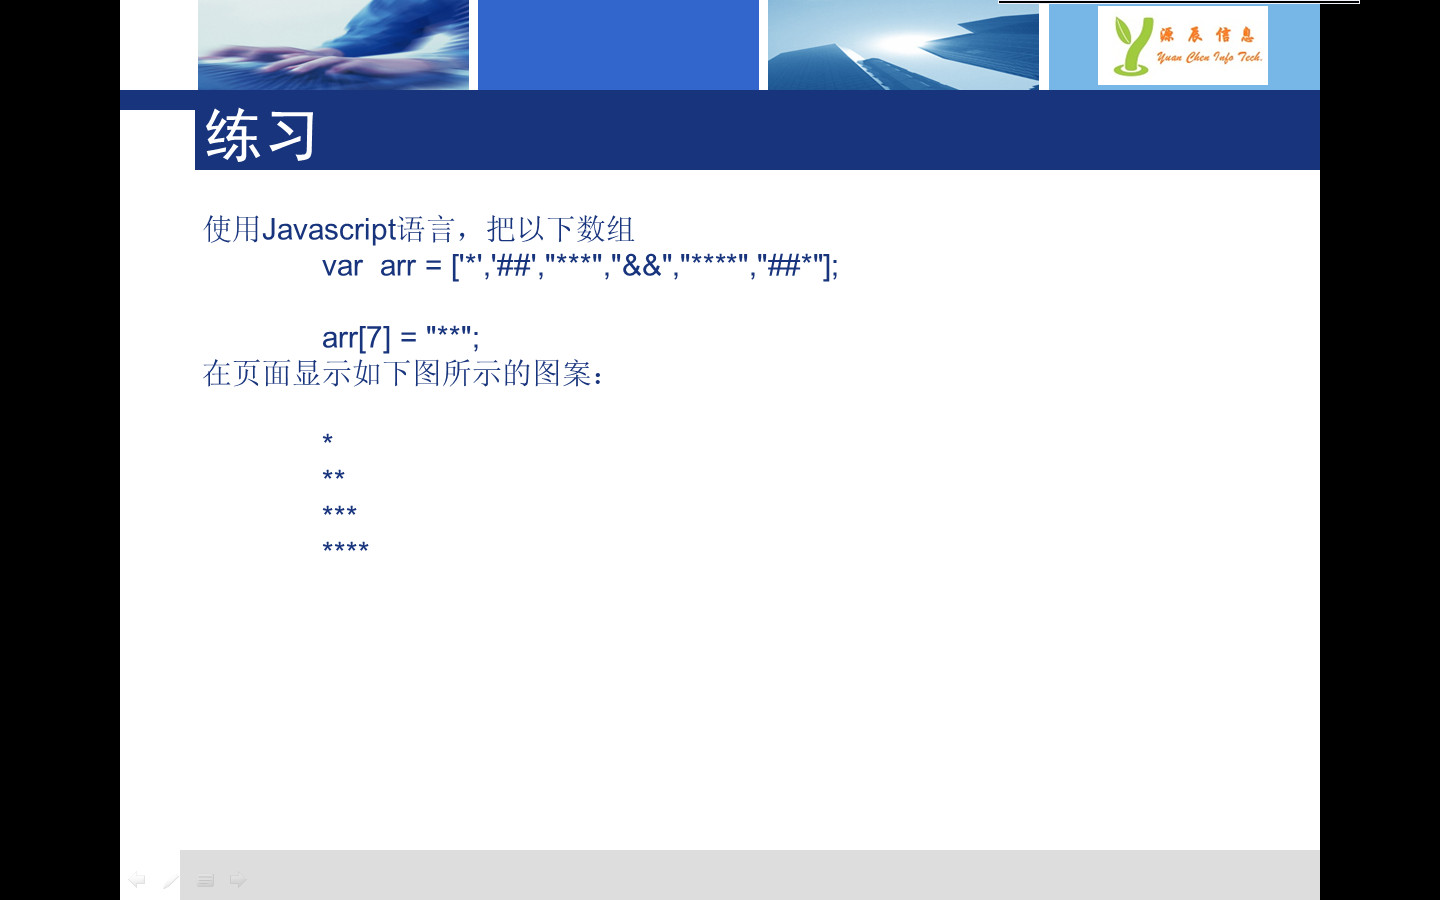 源辰信息
Yuan Chen Info Tech.
练习
使用Javascript语言，把以下数组
var  arr = ['*','##',"***","&&","****","##*"];
arr[7] = "**";
在页面显示如下图所示的图案：
*
**
***
****